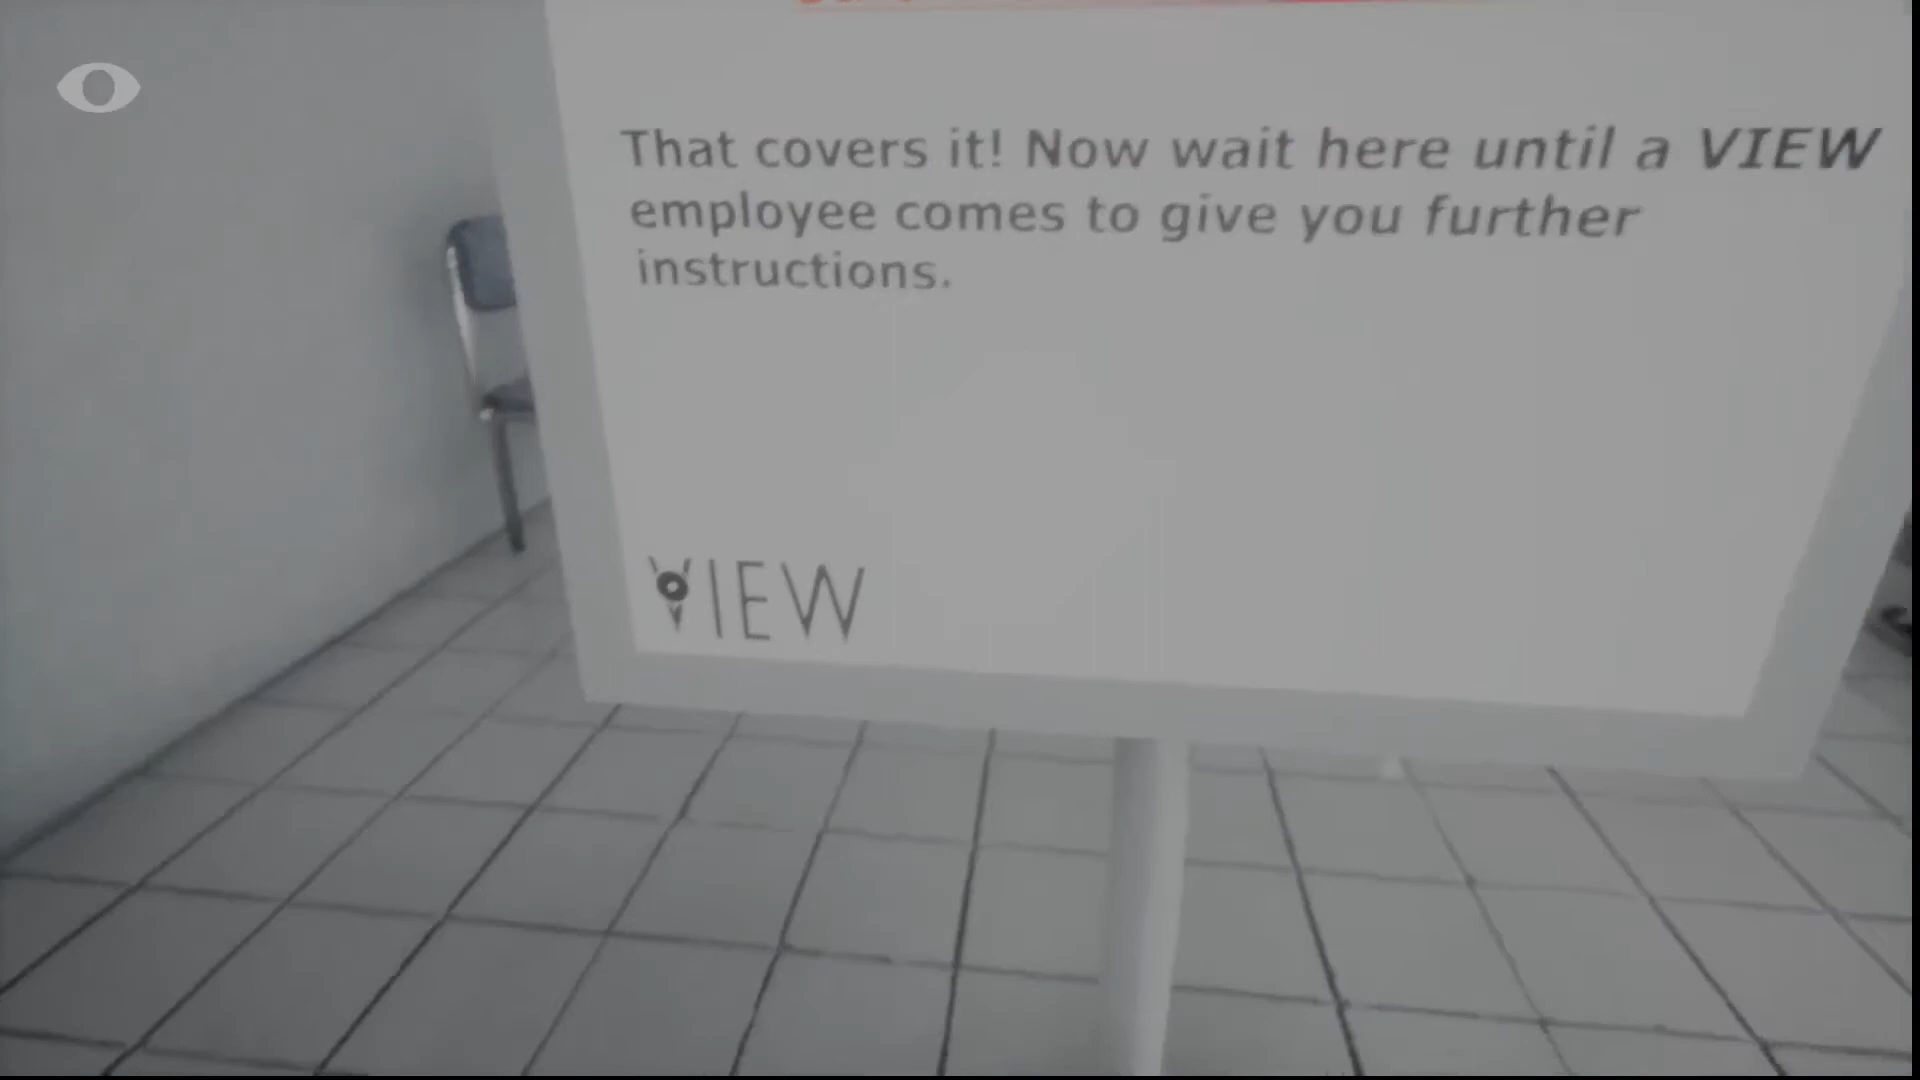 That covers it! Now wait here until a VIEW
employee comes to give you further
instructions.
VIEW